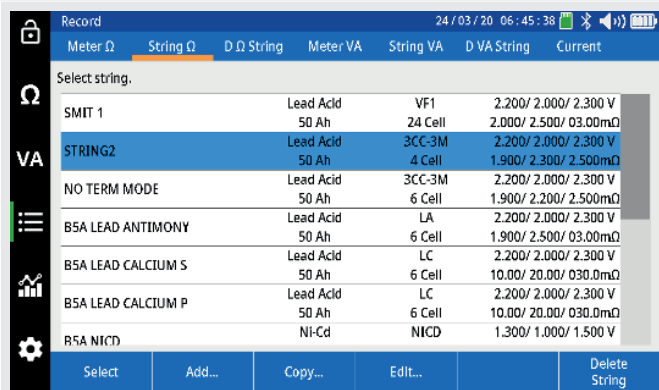 Record 24/03/20 06:45:38
Meter Ω String Ω D Ω String Meter VA String VA D VA String Current
Select string.
Ω
VA
SMIT 1 Lead Acid VF1 2.200/ 2.000/ 2.300 V
50 Ah 24 Cell 2.000/ 2.500/ 03.00mΩ
STRING2 Lead Acid 3CC-3M 2.200/ 2.000/ 2.300 V
50 Ah 4 Cell 1.900/ 2.300/ 2.500mΩ
NO TERM MODE Lead Acid 3CC-3M 2.200/ 2.000/ 2.300 V
50 Ah 6 Cell 1.900/ 2.200/ 2.500mΩ
B5A LEAD ANTIMONY Lead Acid LA 2.200/ 2.000/ 2.300 V
50 Ah 6 Cell 1.900/ 2.500/ 03.00mΩ
B5A LEAD CALCIUM S Lead Acid LC 2.200/ 2.000/ 2.300 V
50 Ah 6 Cell 10.00/ 20.00/ 030.0mΩ
B5A LEAD CALCIUM P Lead Acid LC 2.200/ 2.000/ 2.300 V
50 Ah 6 Cell 10.00/ 20.00/ 030.0mΩ
B5A NICD Ni-Cd NICD 1.300/ 1.000/ 1.500 V
Select Add... Copy... Edit... Delete
String